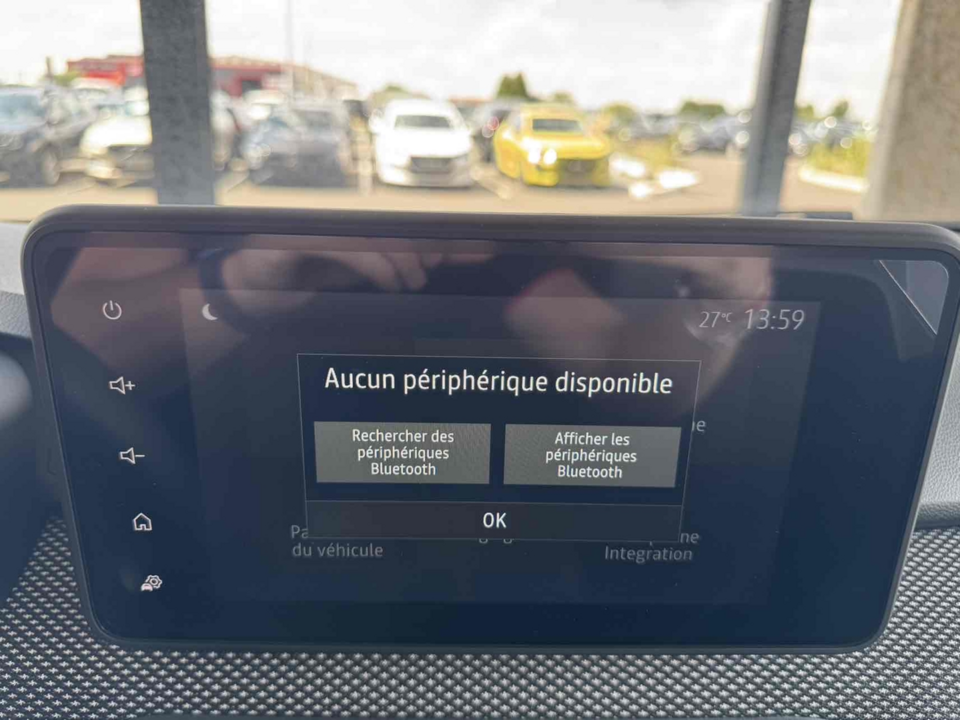 27°C 13:59
Aucun périphérique disponible
Rechercher des
périphériques
Bluetooth
Afficher les
périphériques
Bluetooth
OK
du véhicule
Integration